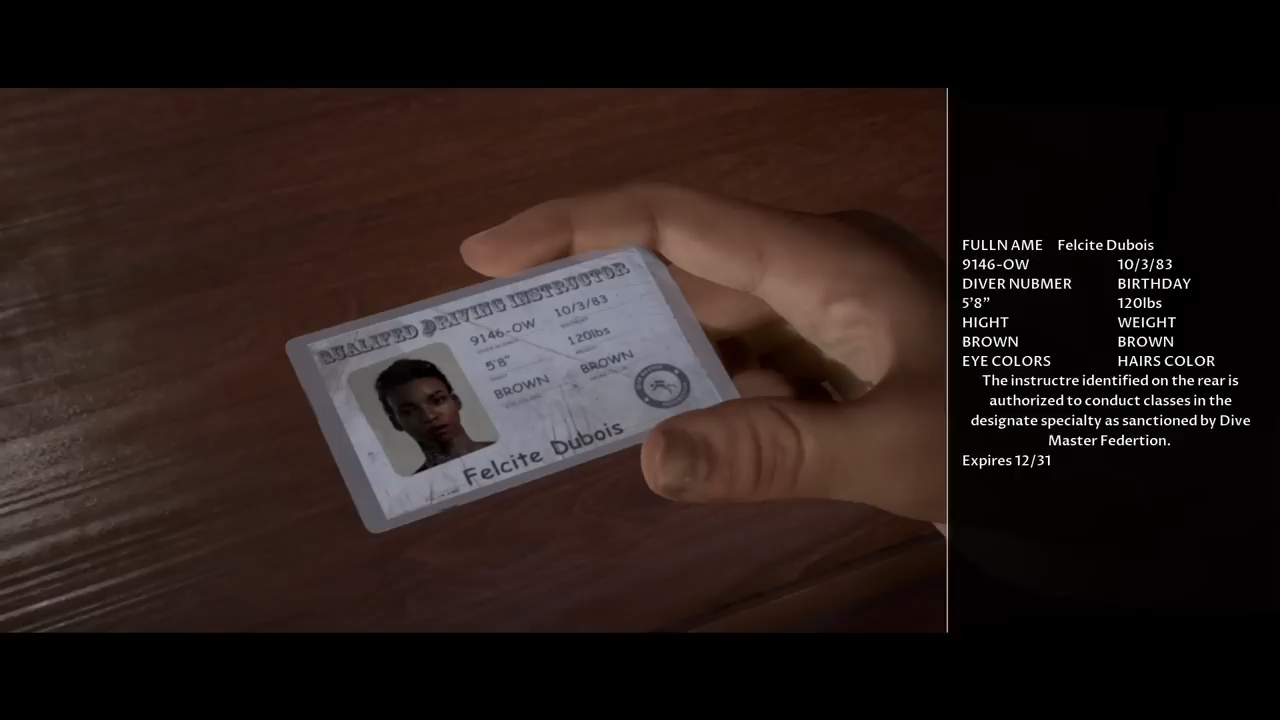 QUALIFED DRIVING INSTRUCTOR
9146-OW 10/3/83
5'8" 120lbs
BROWN BROWN
Felcite Dubois
FULLN AME Felcite Dubois
9146-OW 10/3/83
DIVER NUBMER BIRTHDAY
5'8" 120lbs
HIGHT WEIGHT
BROWN BROWN
EYE COLORS HAIRS COLOR
The instructre identified on the rear is
authorized to conduct classes in the
designate specialty as sanctioned by Dive
Master Federtion.
Expires 12/31